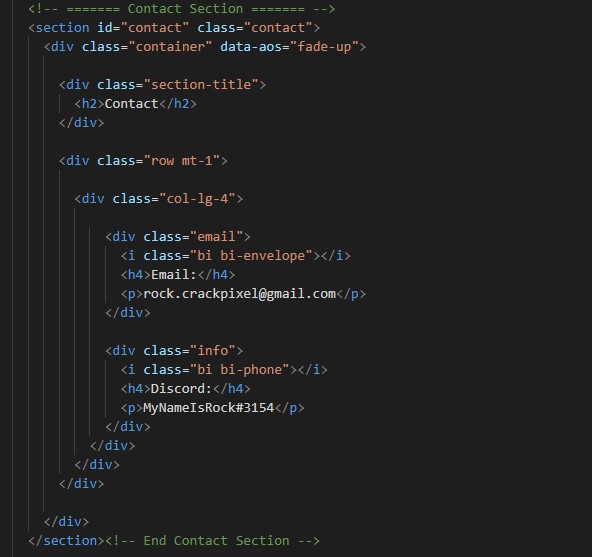 <!-- ======= Contact Section ======= -->
<section id="contact" class="contact">
<div class="container" data-aos="fade-up">
<div class="section-title">
<h2>Contact</h2>
</div>
<div class="row mt-1">
<div class="col-lg-4">
<div class="email">
<i class="bi bi-envelope"></i>
<h4>Email:</h4>
<p>rock.crackpixel@gmail.com</p>
</div>
<div class="info">
<i class="bi bi-phone"></i>
<h4>Discord:</h4>
<p>MyNameIsRock#3154</p>
</div>
</div>
</div>
</div>
</div>
</section><!-- End Contact Section -->